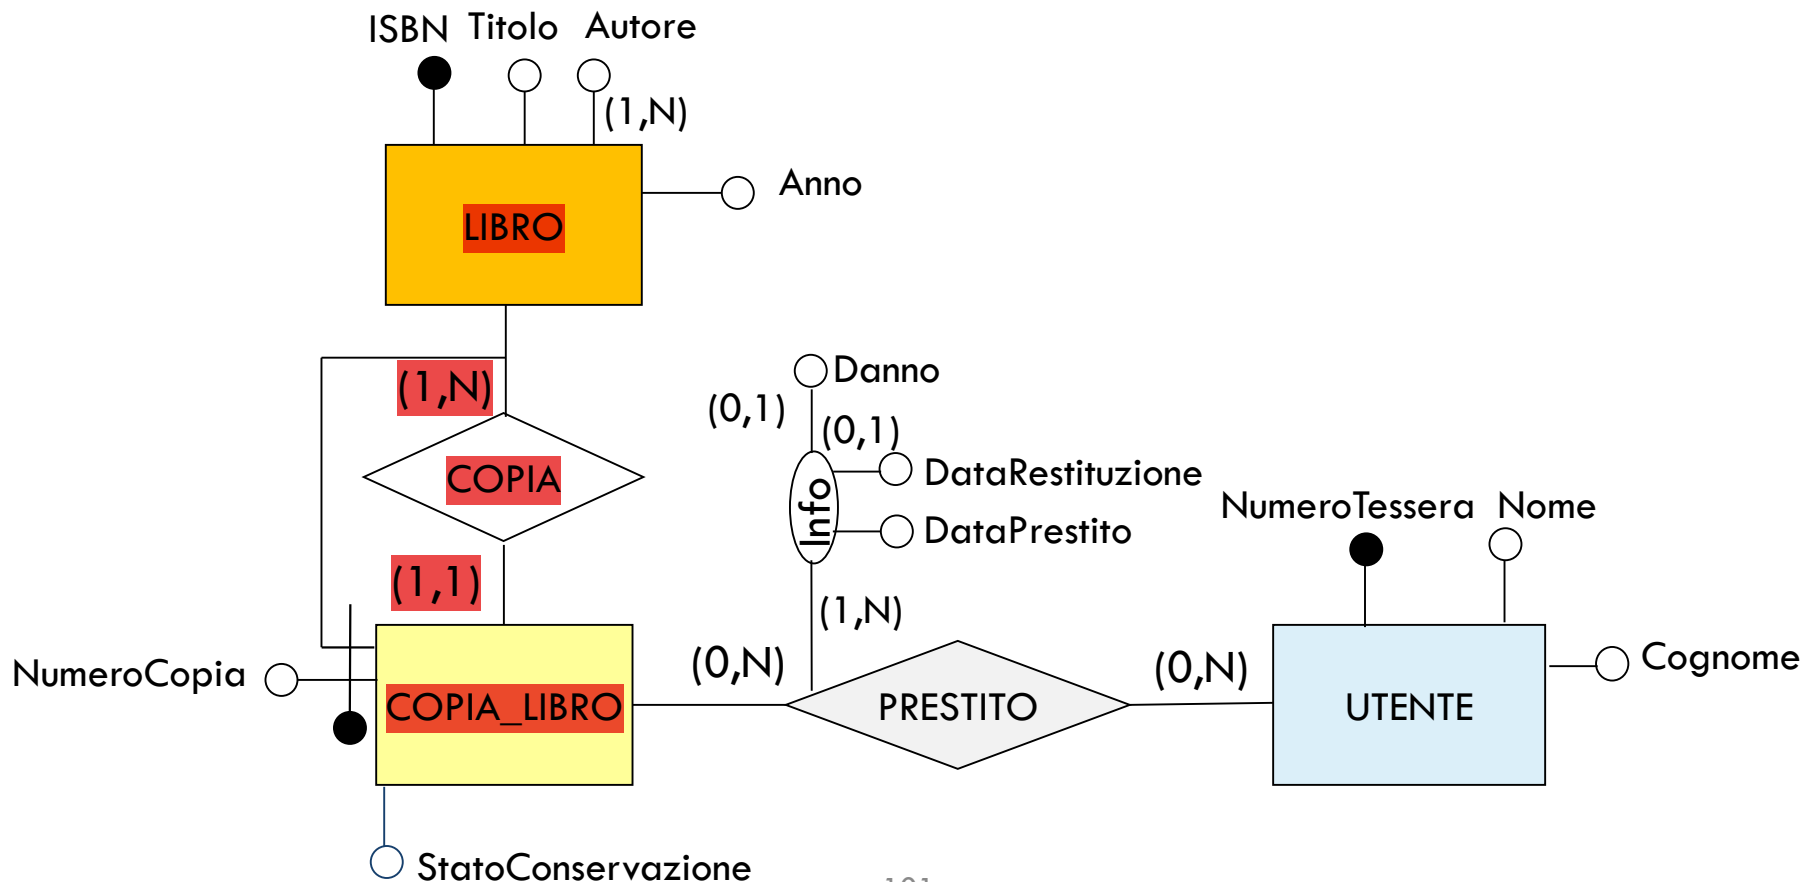 ISBN Titolo Autore
(1,N)
Anno
LIBRO
(1,N)
Danno
(0,1)
(0,1)
COPIA
DataRestituzione
Info
DataPrestito
NumeroTessera Nome
(1,1)
(1,N)
NumeroCopia
(0,N)
(0,N)
Cognome
COPIA_LIBRO
PRESTITO
UTENTE
StatoConservazione